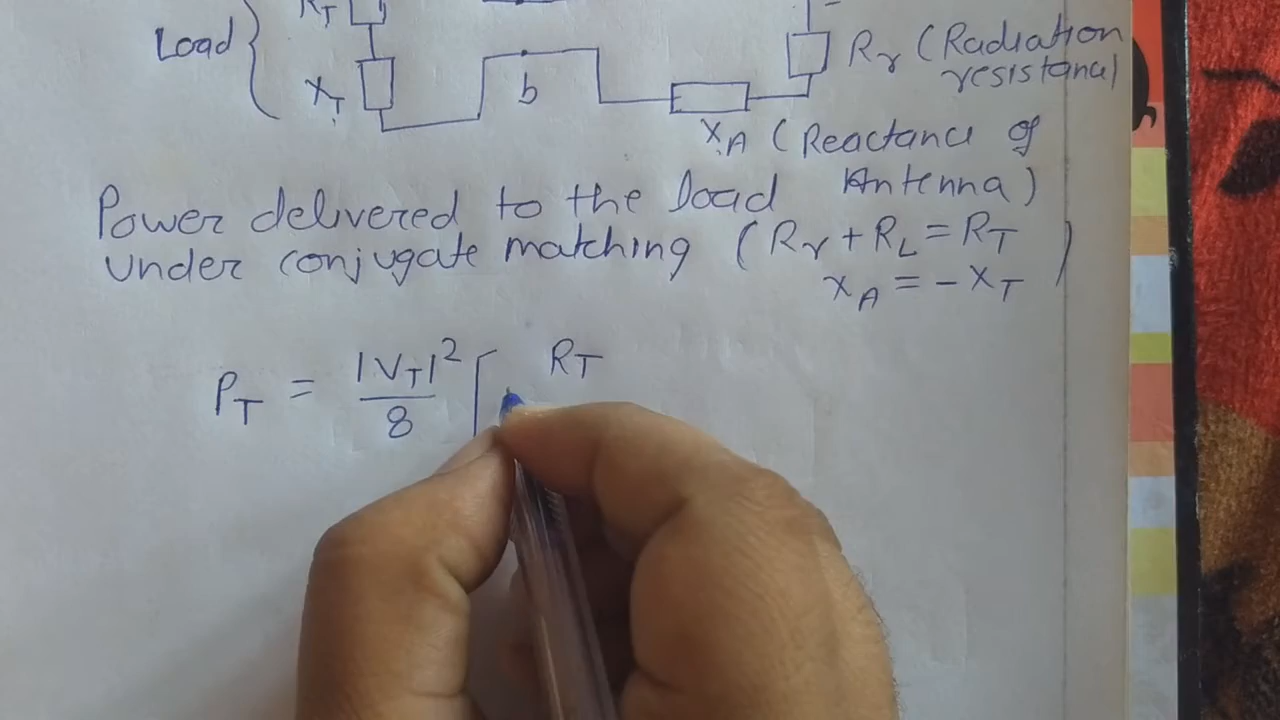 RT
Load
Rr (Radiation
resistance)
XT
b
XA (Reactance of
Antenna)
Power delivered to the load
under conjugate matching (Rr + RL = RT
XA = - XT )
PT = |VT|² / 8 [ RT